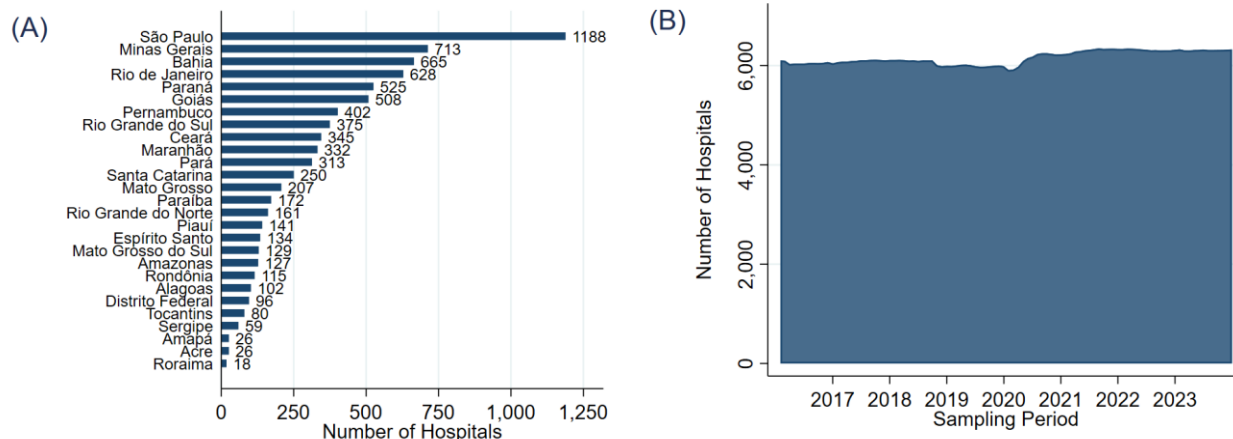 (A)
São Paulo 1188
Minas Gerais 713
Bahia 665
Rio de Janeiro 628
Paraná 525
Goiás 508
Pernambuco 402
Rio Grande do Sul 375
Ceará 345
Maranhão 332
Pará 313
Santa Catarina 250
Mato Grosso 207
Paraíba 172
Rio Grande do Norte 161
Piauí 141
Espírito Santo 134
Mato Grosso do Sul 129
Amazonas 127
Rondônia 115
Alagoas 102
Distrito Federal 96
Tocantins 80
Sergipe 59
Amapá 26
Acre 26
Roraima 18
0 250 500 750 1,000 1,250
Number of Hospitals
(B)
Number of Hospitals
6,000
4,000
2,000
0
2017 2018 2019 2020 2021 2022 2023
Sampling Period